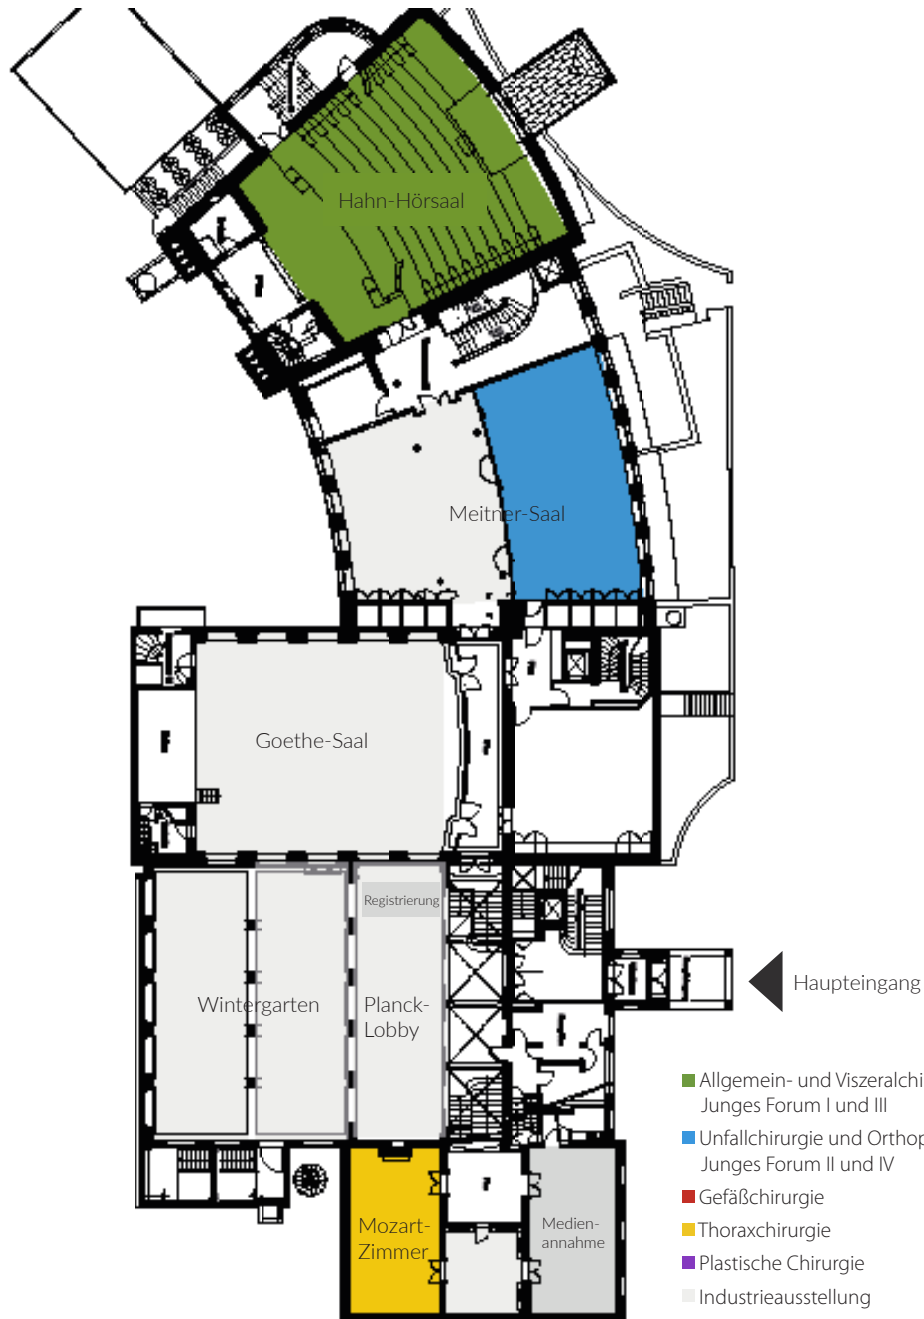 Hahn-Hörsaal
Meitner-Saal
Goethe-Saal
Registrierung
Wintergarten
Planck-
Lobby
Haupteingang
Allgemein- und Viszeralchi
Junges Forum I und III
Unfallchirurgie und Orthop
Junges Forum II und IV
Gefäßchirurgie
Thoraxchirurgie
Plastische Chirurgie
Industrieausstellung
Mozart-
Zimmer
Medien-
annahme